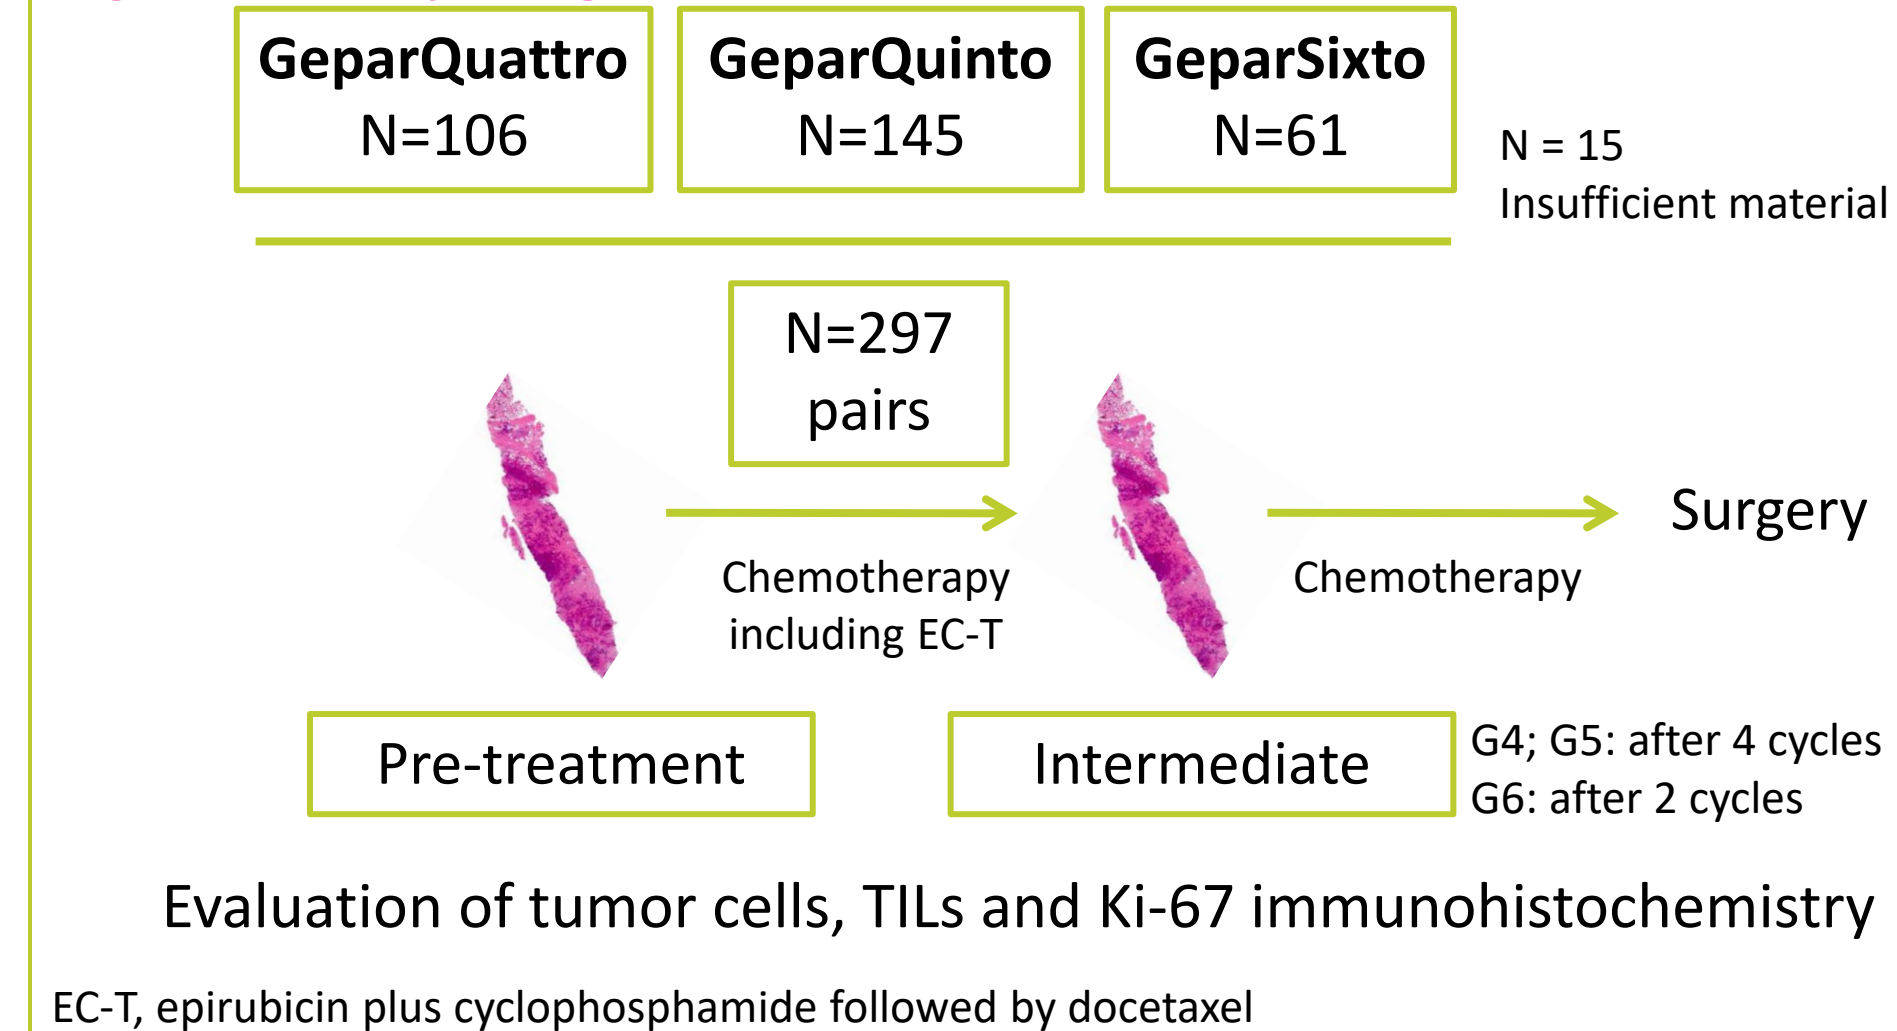 GeparQuattro
N=106
GeparQuinto
N=145
GeparSixto
N=61
N = 15
Insufficient material
N=297
pairs
Chemotherapy
including EC-T
Chemotherapy
Surgery
Pre-treatment
Intermediate
G4; G5: after 4 cycles
G6: after 2 cycles
Evaluation of tumor cells, TILs and Ki-67 immunohistochemistry
EC-T, epirubicin plus cyclophosphamide followed by docetaxel